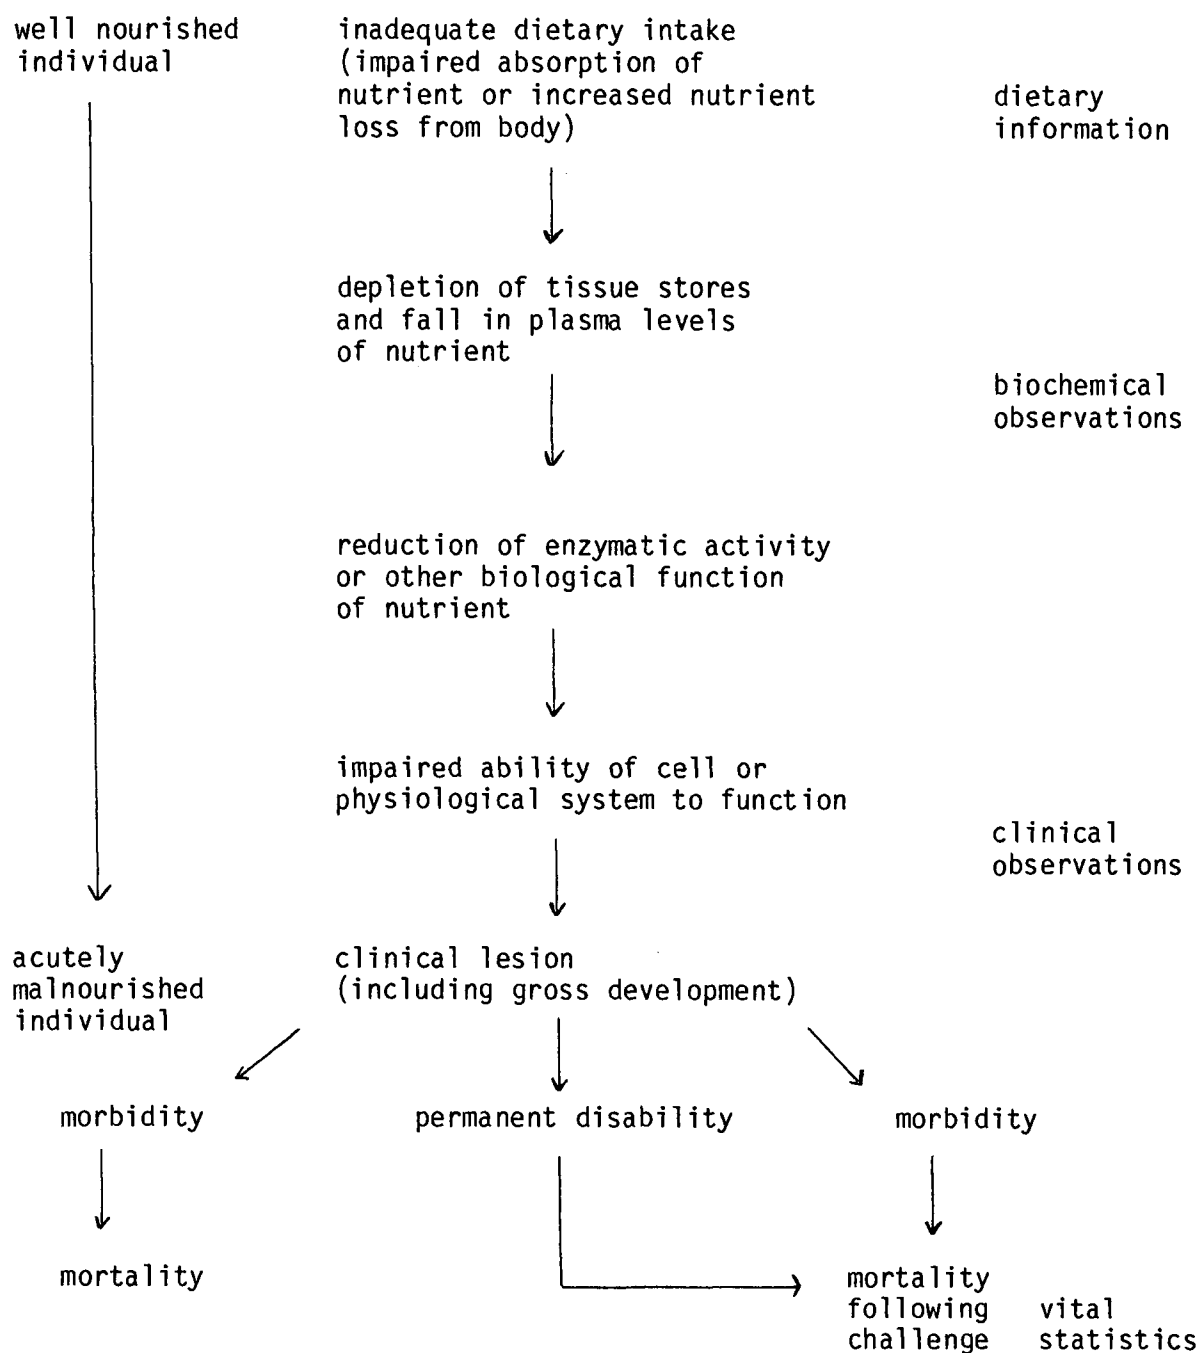 well nourished
individual
inadequate dietary intake
(impaired absorption of
nutrient or increased nutrient
loss from body)
dietary
information
depletion of tissue stores
and fall in plasma levels
of nutrient
biochemical
observations
reduction of enzymatic activity
or other biological function
of nutrient
impaired ability of cell or
physiological system to function
clinical
observations
acutely
malnourished
individual
clinical lesion
(including gross development)
morbidity
permanent disability
morbidity
mortality
mortality
following
challenge
vital
statistics